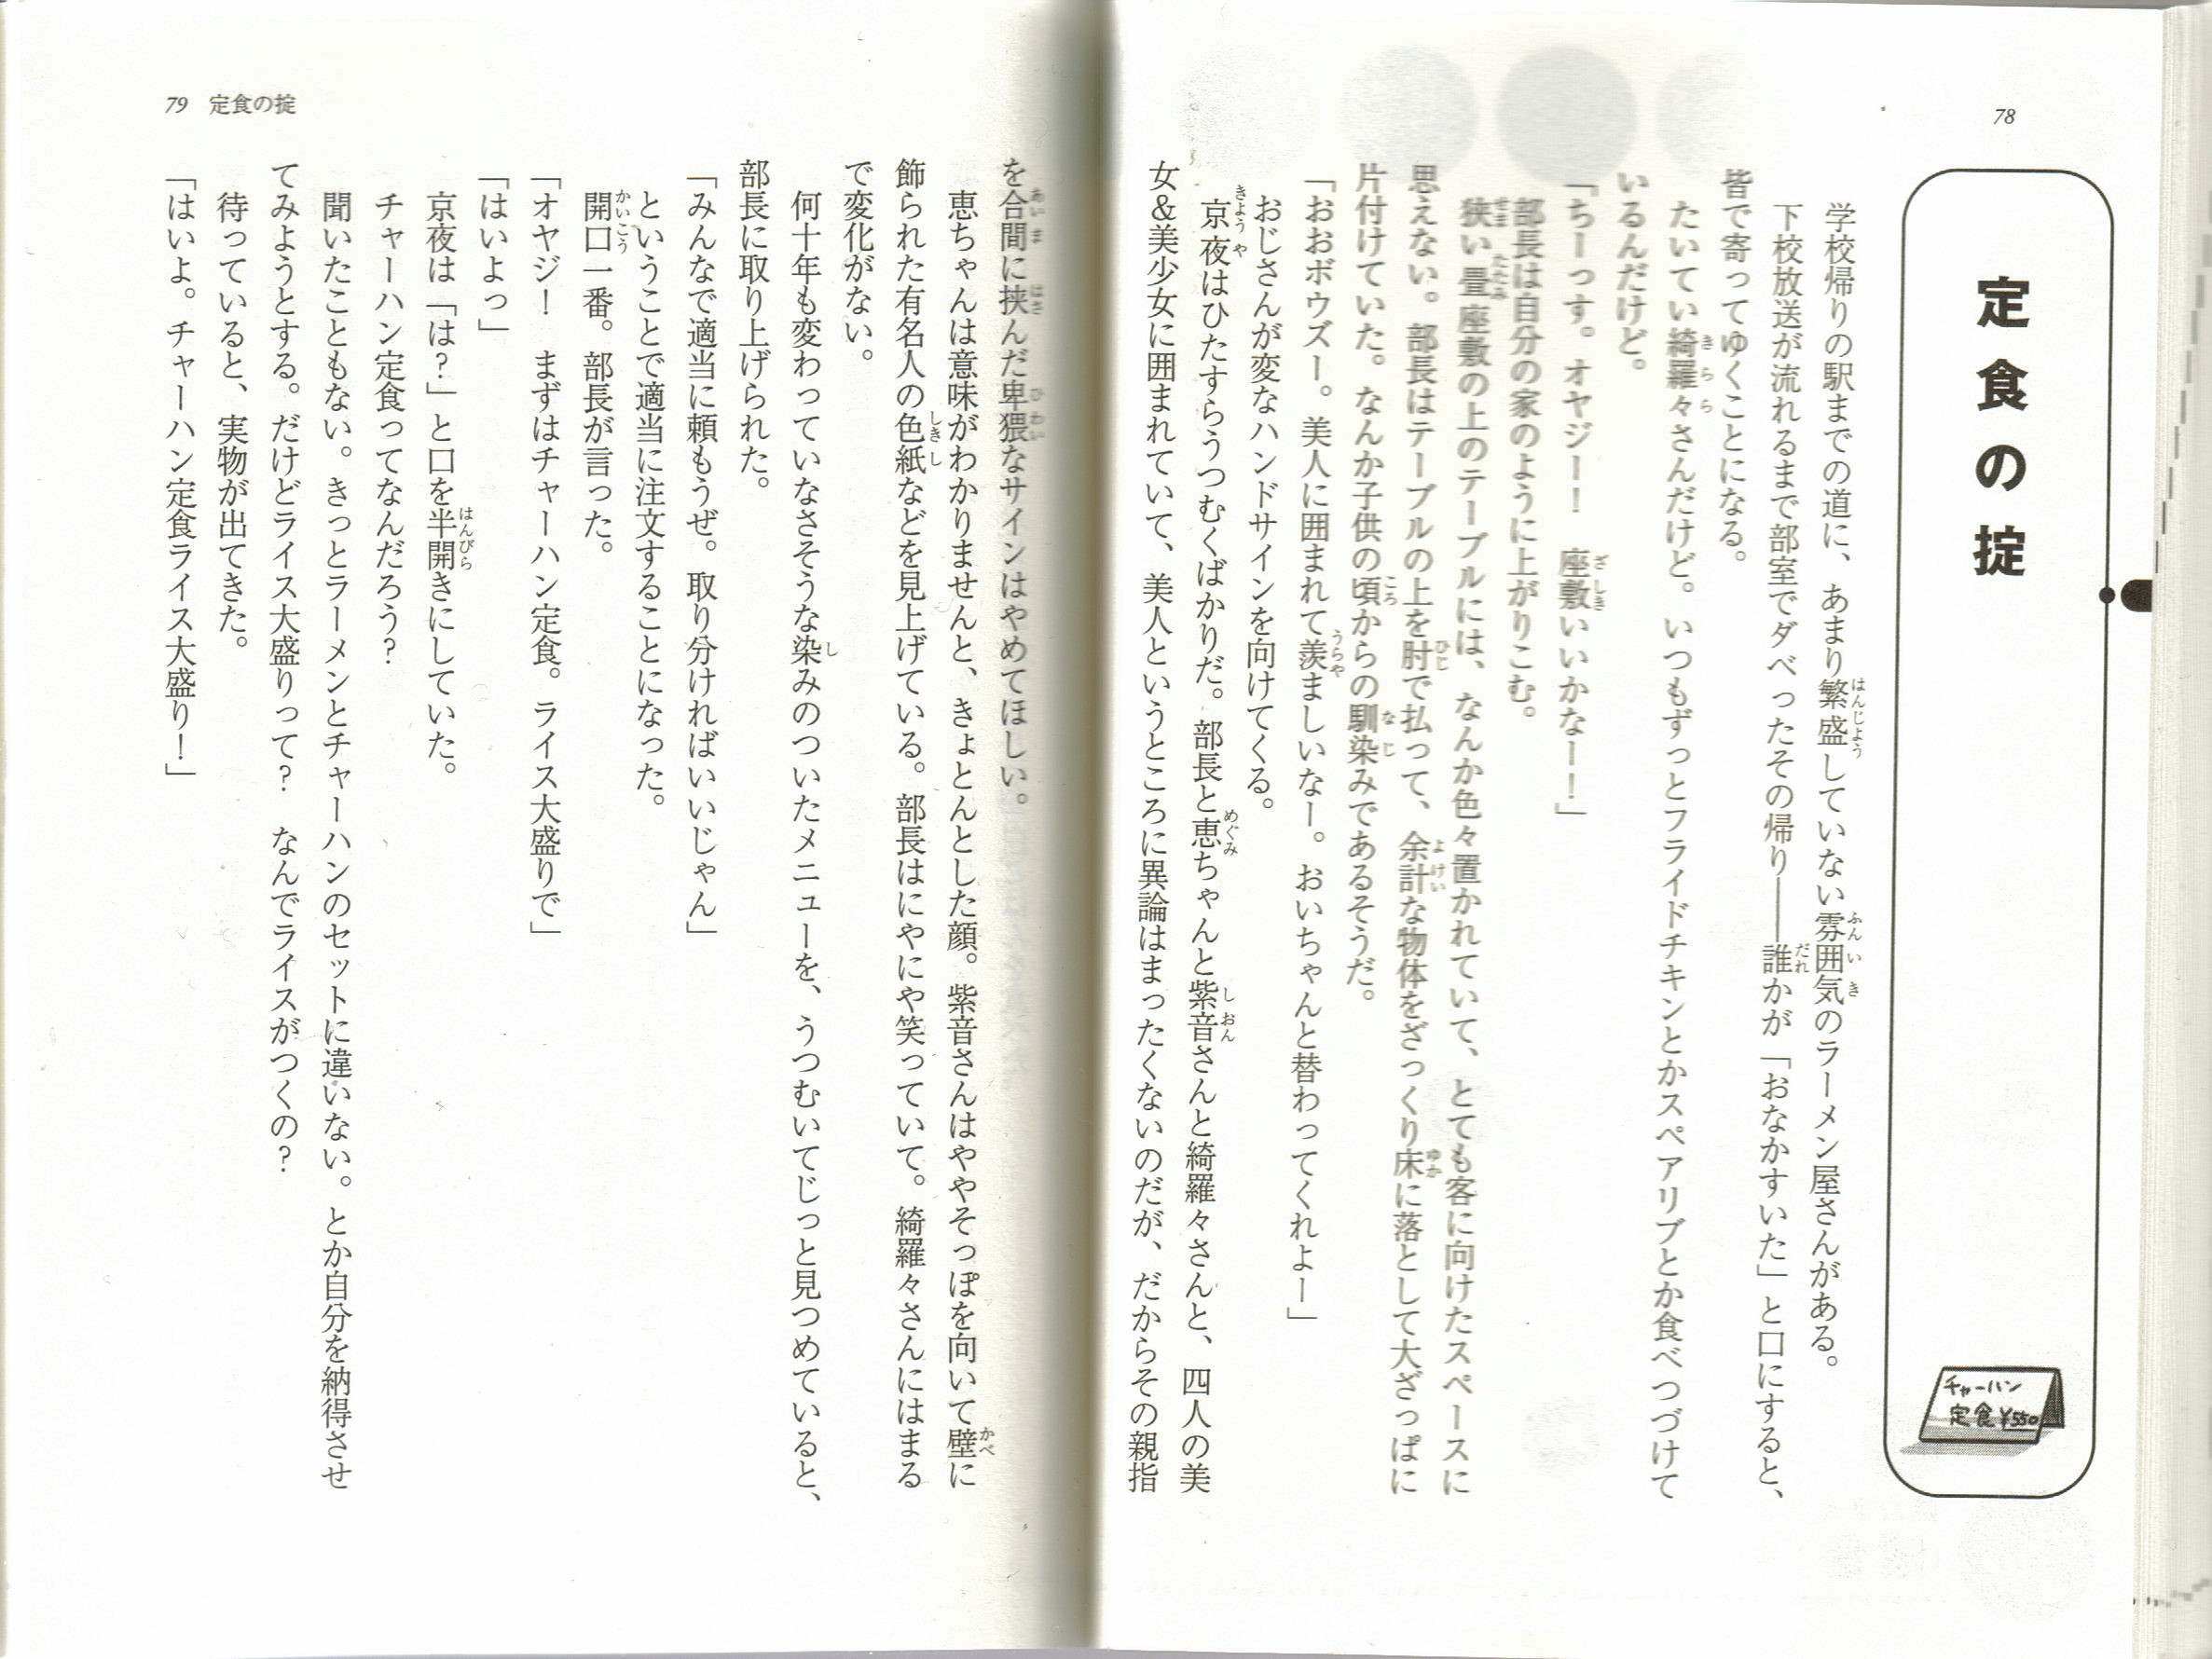 78
定食の掟
チャーハン
定食 ¥550
学校帰りの駅までの道に、あまり繁盛していない雰囲気のラーメン屋さんがある。
下校放送が流れるまで部室でダベったその帰り――誰かが「おなかすいた」と口にすると、
皆で寄ってゆくことになる。
たいてい綺羅々さんだけど。いつもずっとフライドチキンとかスペアリブとか食べつづけて
いるんだけど。
「ちーっす。オヤジー！　座敷いいかなー！」
部長は自分の家のように上がりこむ。
狭い畳座敷の上のテーブルには、なんか色々置かれていて、とても客に向けたスペースに
思えない。部長はテーブルの上を肘で払って、余計な物体をざっくり床に落として大ざっぱに
片付けていた。なんか子供の頃からの馴染みであるそうだ。
「おおボウズー。美人に囲まれて羨ましいなー。おいちゃんと替わってくれよー」
おじさんが変なハンドサインを向けてくる。
京夜はひたすらうつむくばかりだ。部長と恵ちゃんと紫音さんと綺羅々さんと、四人の美
女＆美少女に囲まれていて、美人というところに異論はまったくないのだが、だからその親指
を合間に挟んだ卑猥なサインはやめてほしい。
恵ちゃんは意味がわかりませんと、きょとんとした顔。紫音さんはややそっぽを向いて壁に
飾られた有名人の色紙などを見上げている。部長はにやにや笑っていて。綺羅々さんにはまる
で変化がない。
何十年も変わっていなさそうな染みのついたメニューを、うつむいてじっと見つめていると、
部長に取り上げられた。
「みんなで適当に頼もうぜ。取り分ければいいじゃん」
ということで適当に注文することになった。
開口一番。部長が言った。
「オヤジ！　まずはチャーハン定食。ライス大盛りで」
「はいよっ」
京夜は「は？」と口を半開きにしていた。
チャーハン定食ってなんだろう？
聞いたこともない。きっとラーメンとチャーハンのセットに違いない。とか自分を納得させ
てみようとする。だけどライス大盛りって？　なんでライスがつくの？
待っていると、実物が出てきた。
「はいよ。チャーハン定食ライス大盛り！」
79 定食の掟